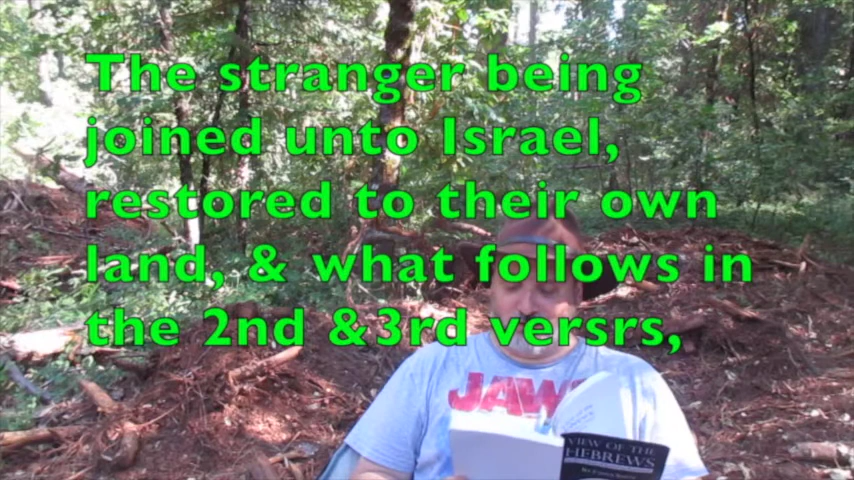 The stranger being
joined unto Israel,
restored to their own
land, & what follows in
the 2nd &3rd versrs,
JAWS
VIEW OF THE
HEBREWS